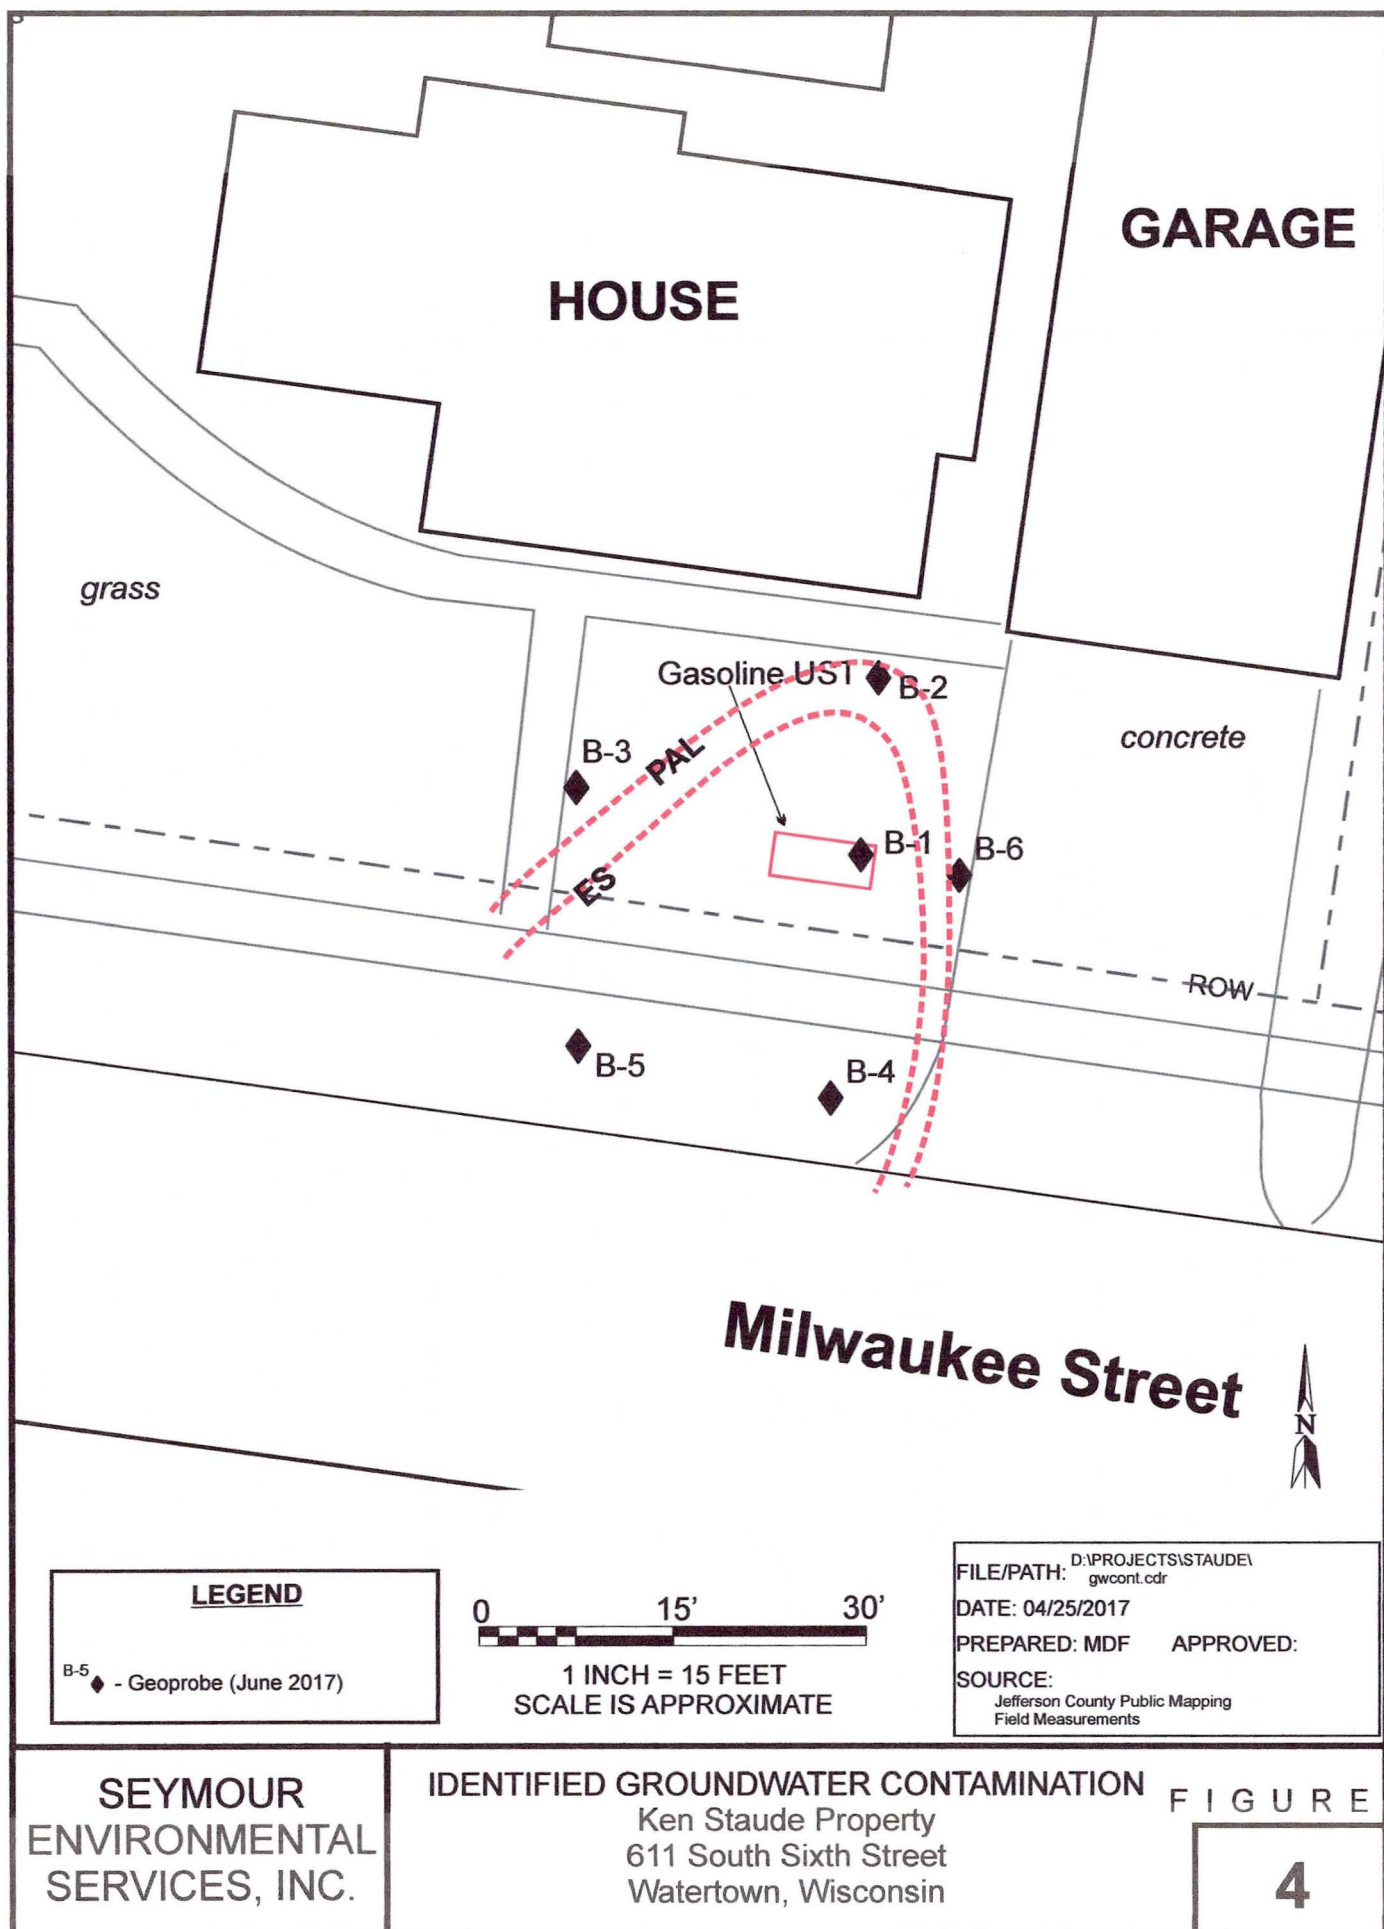 HOUSE
GARAGE
grass
Gasoline UST
B-2
concrete
B-3
PAL
B-1
B-6
ES
ROW
B-5
B-4
Milwaukee Street
N
LEGEND
B-5 - Geoprobe (June 2017)
0 15' 30'
1 INCH = 15 FEET
SCALE IS APPROXIMATE
FILE/PATH: D:\PROJECTS\STAUDE\
gwcont.cdr
DATE: 04/25/2017
PREPARED: MDF APPROVED:
SOURCE:
Jefferson County Public Mapping
Field Measurements
SEYMOUR
ENVIRONMENTAL
SERVICES, INC.
IDENTIFIED GROUNDWATER CONTAMINATION
Ken Staude Property
611 South Sixth Street
Watertown, Wisconsin
FIGURE
4